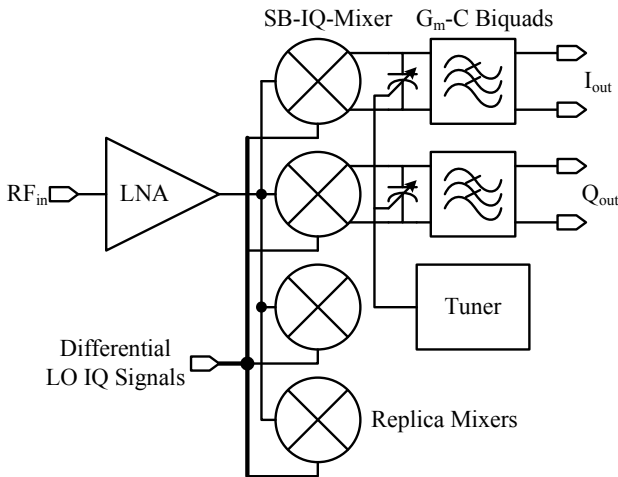 SB-IQ-Mixer
Gm-C Biquads
Iout
RFin
LNA
Qout
Tuner
Differential
LO IQ Signals
Replica Mixers